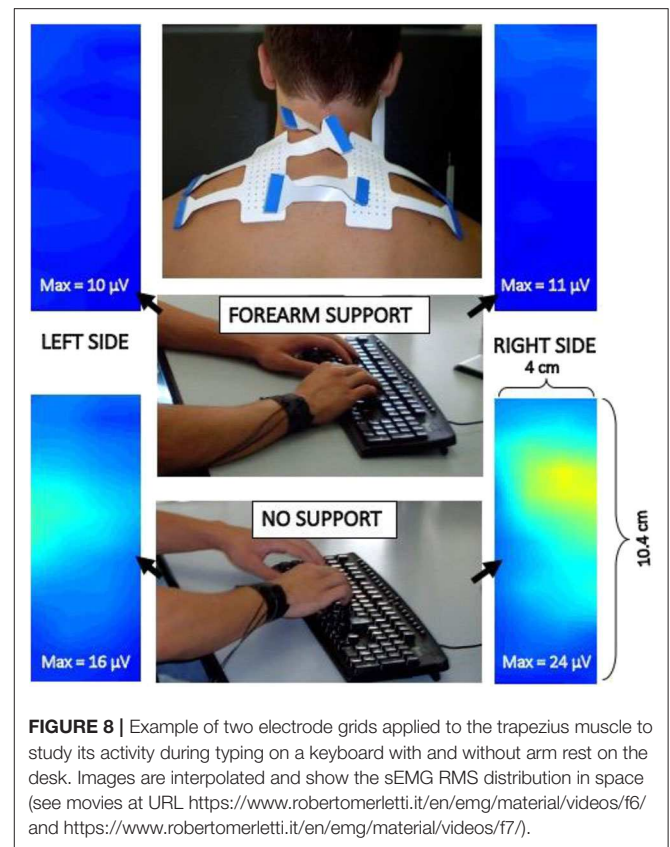 Max = 10 µV
Max = 11 µV
FOREARM SUPPORT
LEFT SIDE
RIGHT SIDE
4 cm
NO SUPPORT
10.4 cm
Max = 16 µV
Max = 24 µV
FIGURE 8 | Example of two electrode grids applied to the trapezius muscle to
study its activity during typing on a keyboard with and without arm rest on the
desk. Images are interpolated and show the sEMG RMS distribution in space
(see movies at URL https://www.robertomerletti.it/en/emg/material/videos/f6/
and https://www.robertomerletti.it/en/emg/material/videos/f7/).